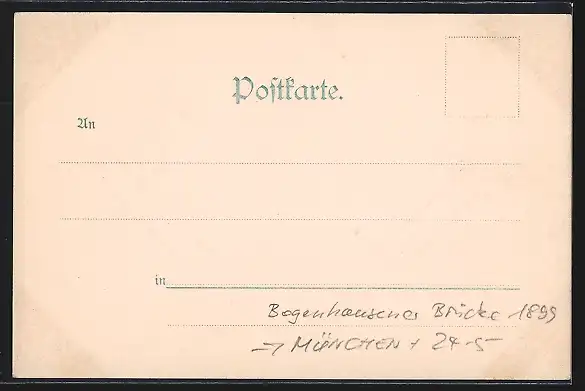 Postkarte.
An
in
Bogenhausener Brücke 1899
→ MÜNCHEN + 24.-5-